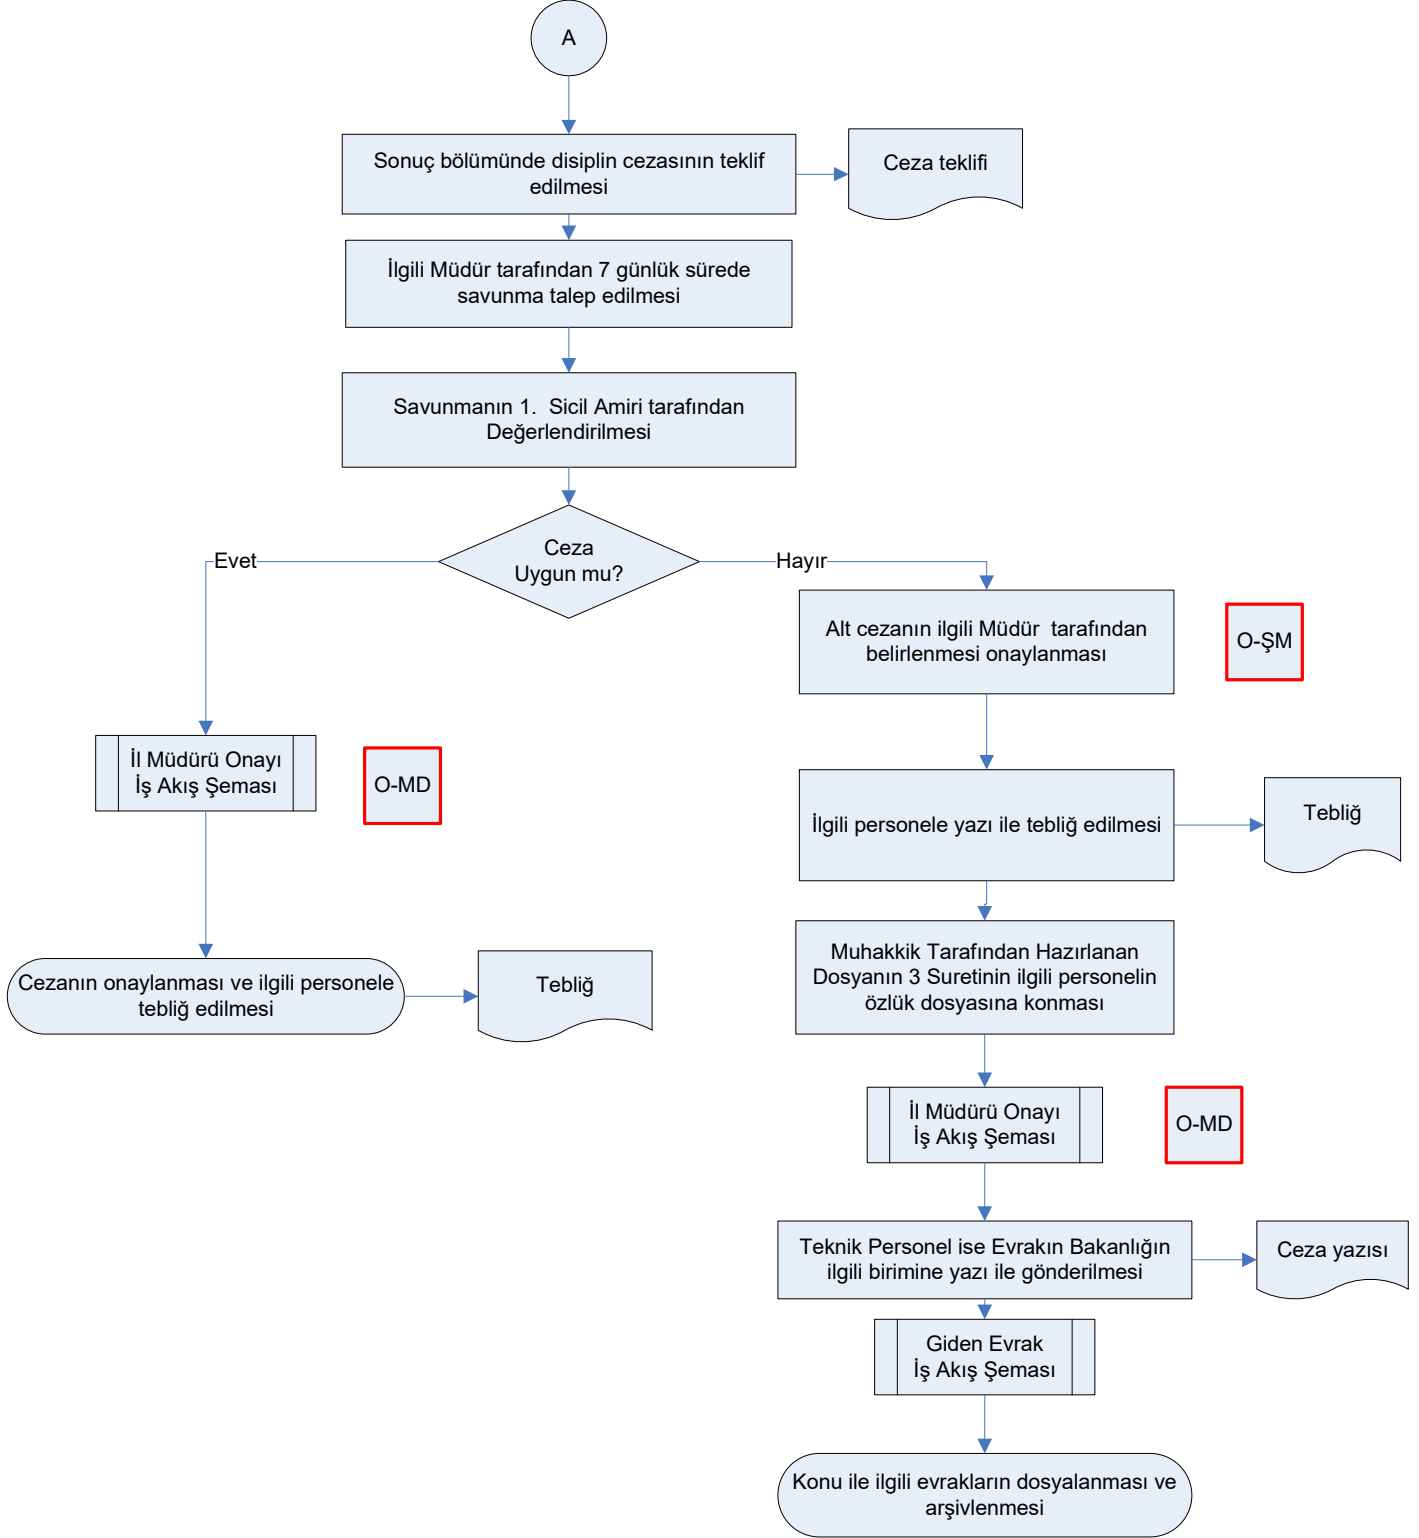 A
Sonuç bölümünde disiplin cezasının teklif
edilmesi
Ceza teklifi
İlgili Müdür tarafından 7 günlük sürede
savunma talep edilmesi
Savunmanın 1. Sicil Amiri tarafından
Değerlendirilmesi
Ceza
Uygun mu?
Evet
Hayır
Alt cezanın ilgili Müdür tarafından
belirlenmesi onaylanması
O-ŞM
İl Müdürü Onayı
İş Akış Şeması
O-MD
İlgili personele yazı ile tebliğ edilmesi
Tebliğ
Cezanın onaylanması ve ilgili personele
tebliğ edilmesi
Tebliğ
Muhakkik Tarafından Hazırlanan
Dosyanın 3 Suretinin ilgili personelin
özlük dosyasına konması
İl Müdürü Onayı
İş Akış Şeması
O-MD
Teknik Personel ise Evrakın Bakanlığın
ilgili birimine yazı ile gönderilmesi
Ceza yazısı
Giden Evrak
İş Akış Şeması
Konu ile ilgili evrakların dosyalanması ve
arşivlenmesi